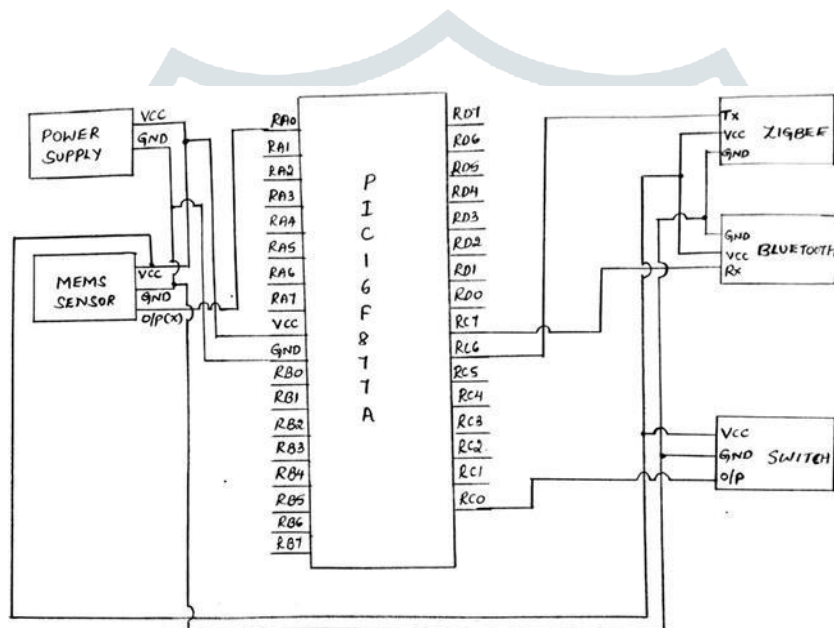 POWER
SUPPLY
VCC
GND
MEMS
SENSOR
VCC
GND
O/P(X)
RA0
RA1
RA2
RA3
RA4
RA5
RA6
RA7
VCC
GND
RB0
RB1
RB2
RB3
RB4
RB5
RB6
RB7
P
I
C
1
6
F
8
7
7
A
RD7
RD6
RD5
RD4
RD3
RD2
RD1
RD0
RC7
RC6
RC5
RC4
RC3
RC2
RC1
RC0
Tx
VCC
GND
ZIGBEE
GND
VCC
Rx
BLUETOOTH
VCC
GND
O/P
SWITCH